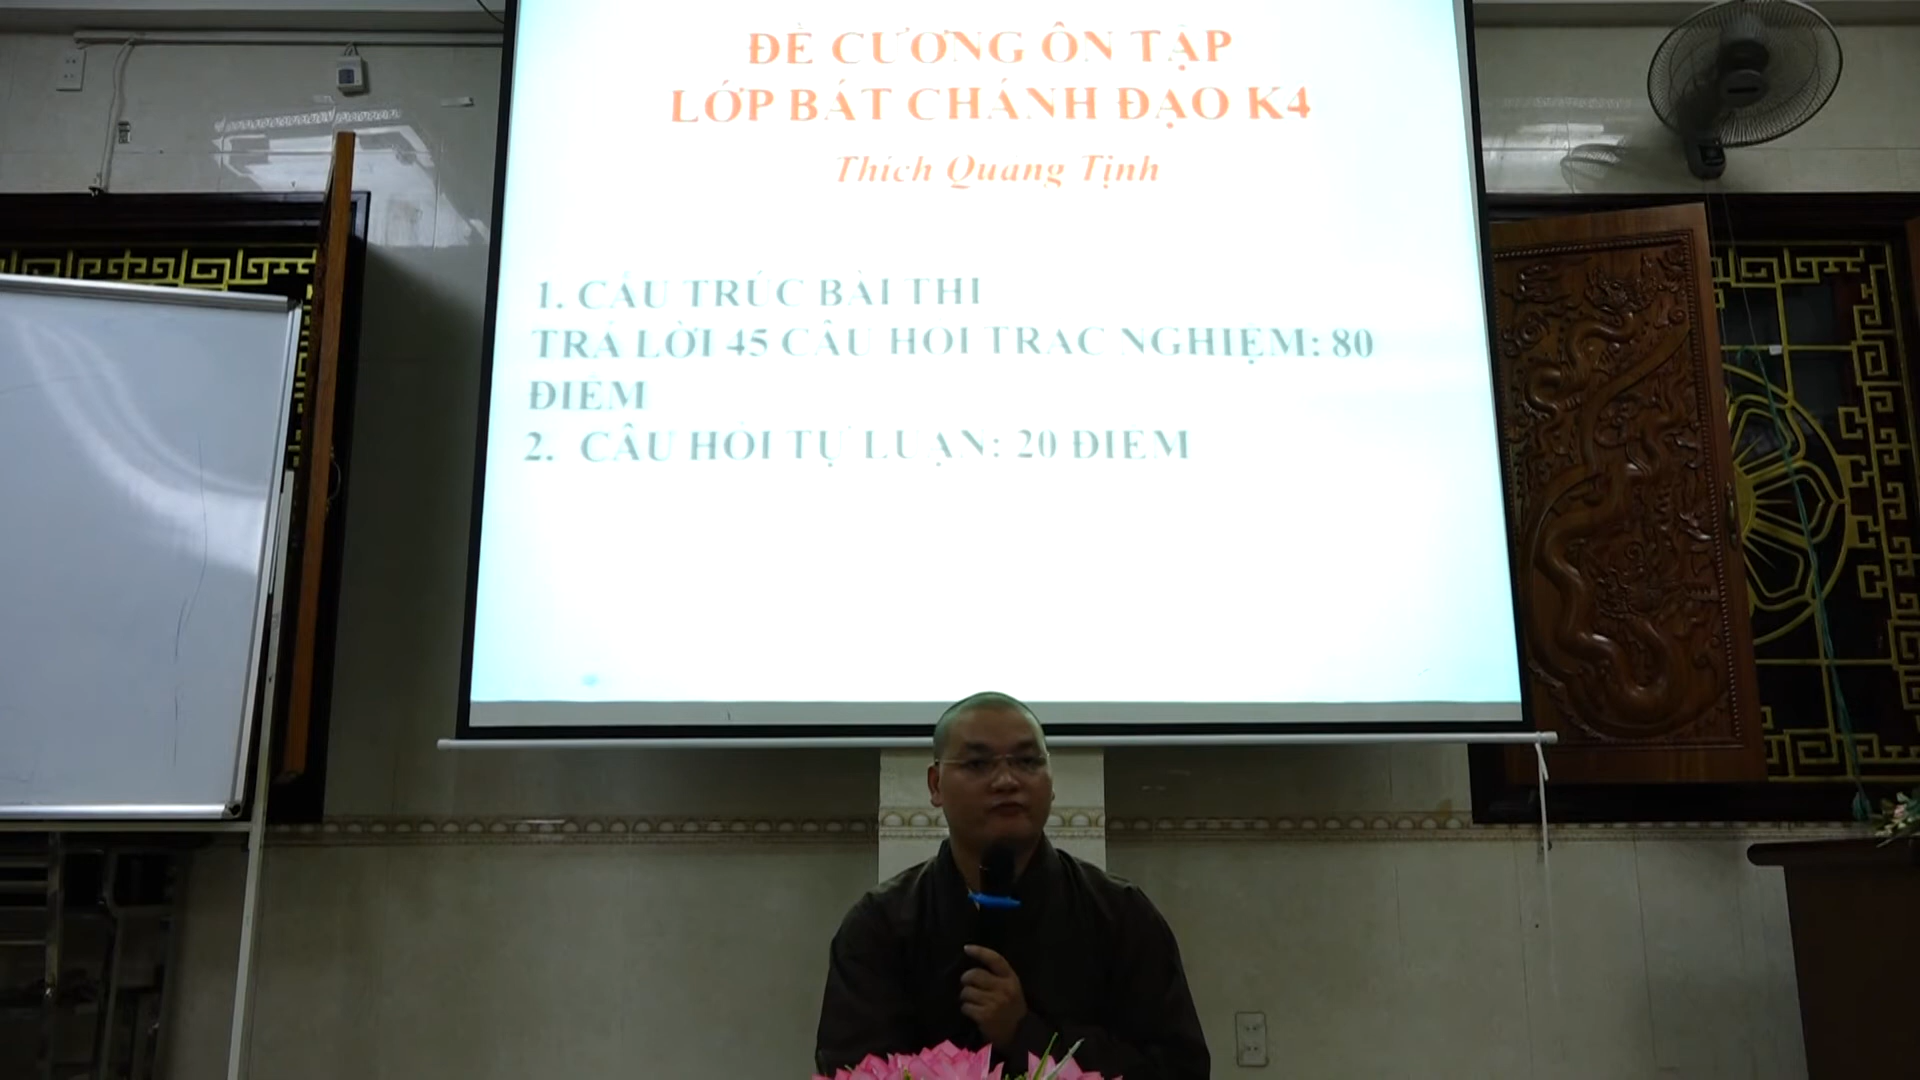 ĐỀ CƯƠNG ÔN TẬP
LỚP BÁT CHÁNH ĐẠO K4
Thích Quang Tịnh
1. CẤU TRÚC BÀI THI
TRẢ LỜI 45 CÂU HỎI TRẮC NGHIỆM: 80
ĐIỂM
2. CÂU HỎI TỰ LUẬN: 20 ĐIỂM